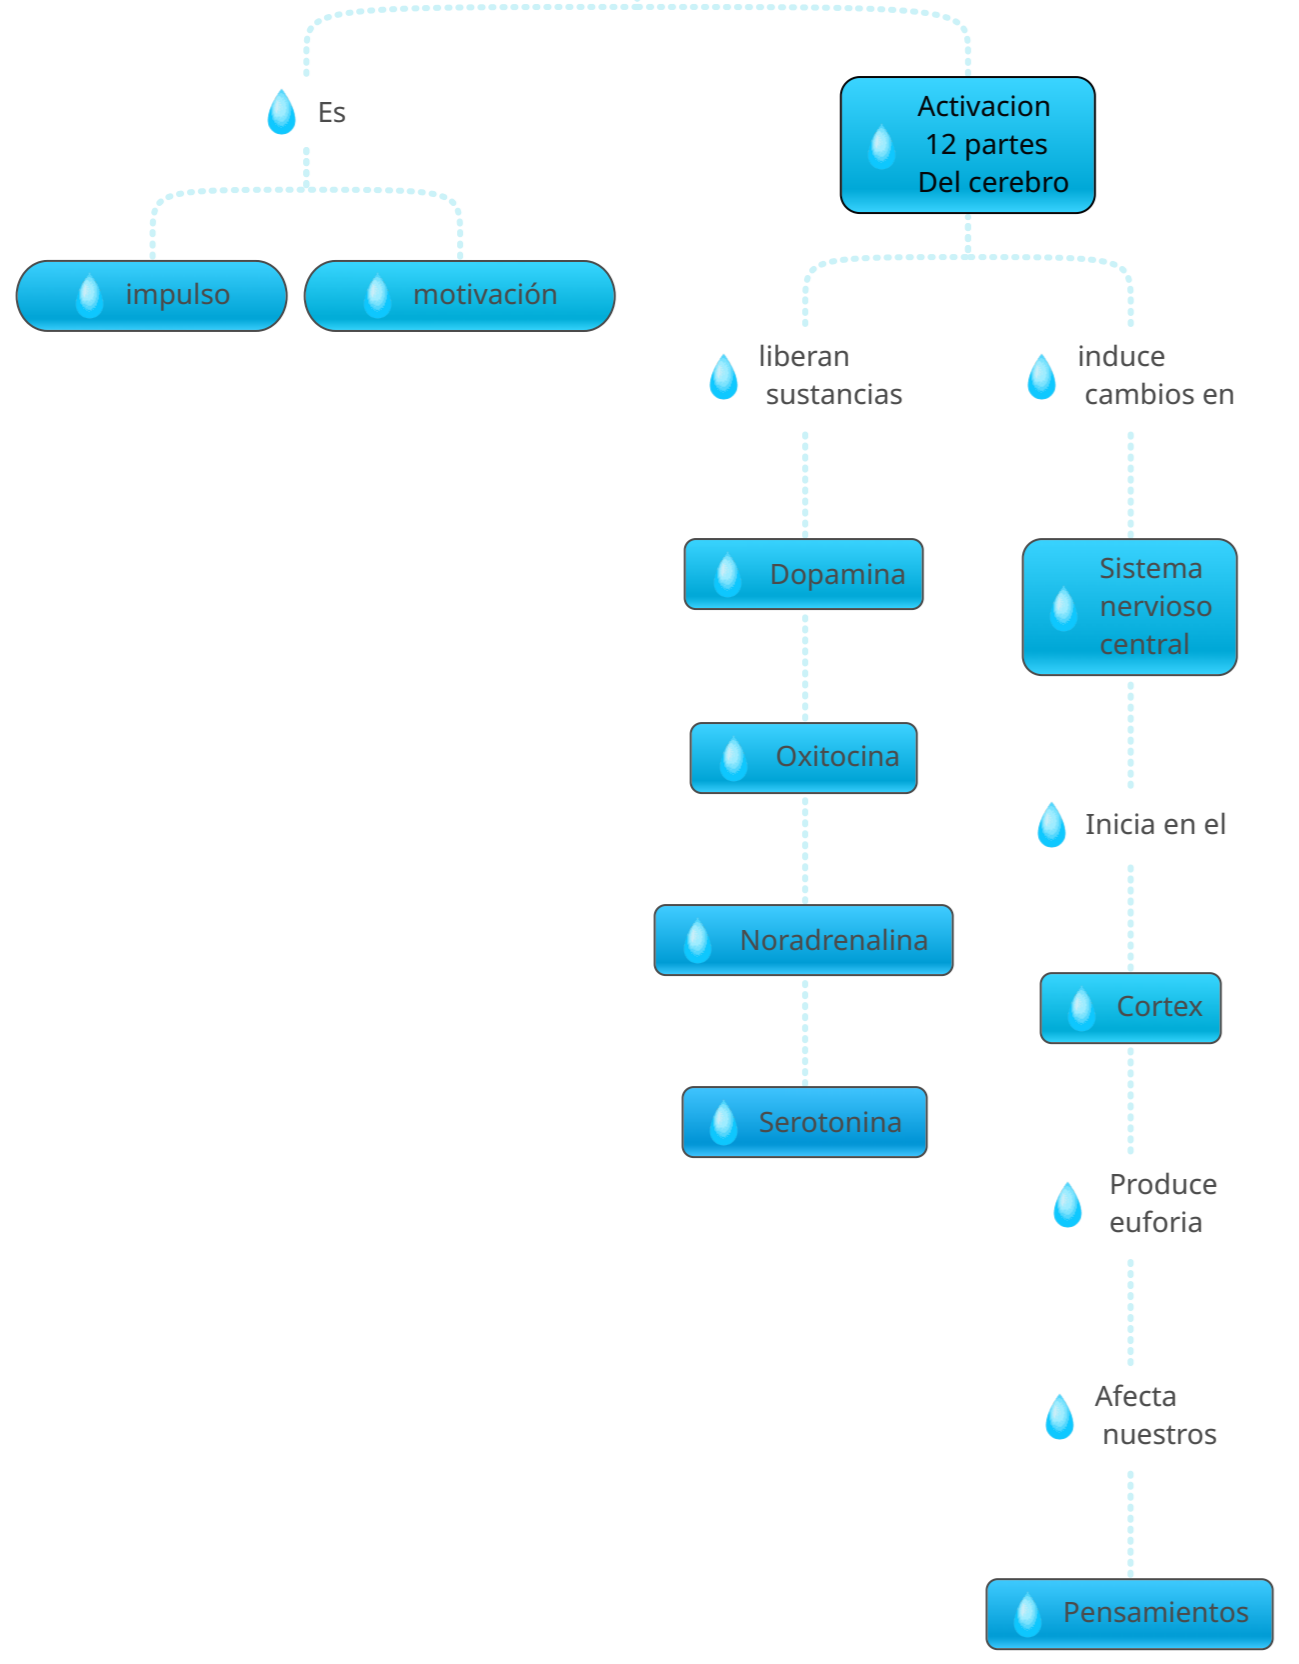 Es
Activacion
12 partes
Del cerebro
impulso
motivación
liberan
sustancias
induce
cambios en
Dopamina
Sistema
nervioso
central
Oxitocina
Inicia en el
Noradrenalina
Cortex
Serotonina
Produce
euforia
Afecta
nuestros
Pensamientos